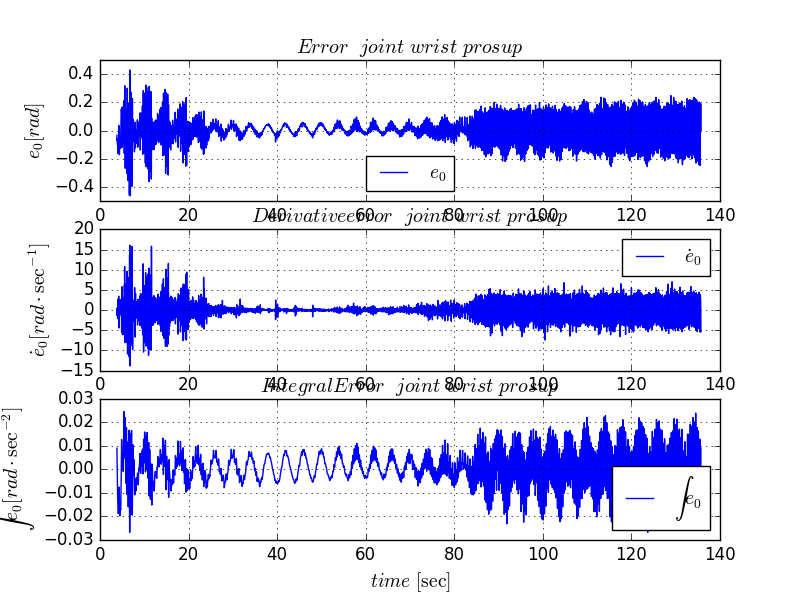 Error joint wrist prosup
0.4
0.2
0.0
−0.2
−0.4
e₀[rad]
e₀
0 20 40 60 80 100 120 140
Derivativeerror joint wrist prosup
20
15
10
5
0
−5
−10
−15
ė₀[rad · sec⁻¹]
ė₀
0 20 40 60 80 100 120 140
IntegralError joint wrist prosup
0.03
0.02
0.01
0.00
−0.01
−0.02
−0.03
∫e₀[rad · sec⁻²]
∫e₀
0 20 40 60 80 100 120 140
time [sec]